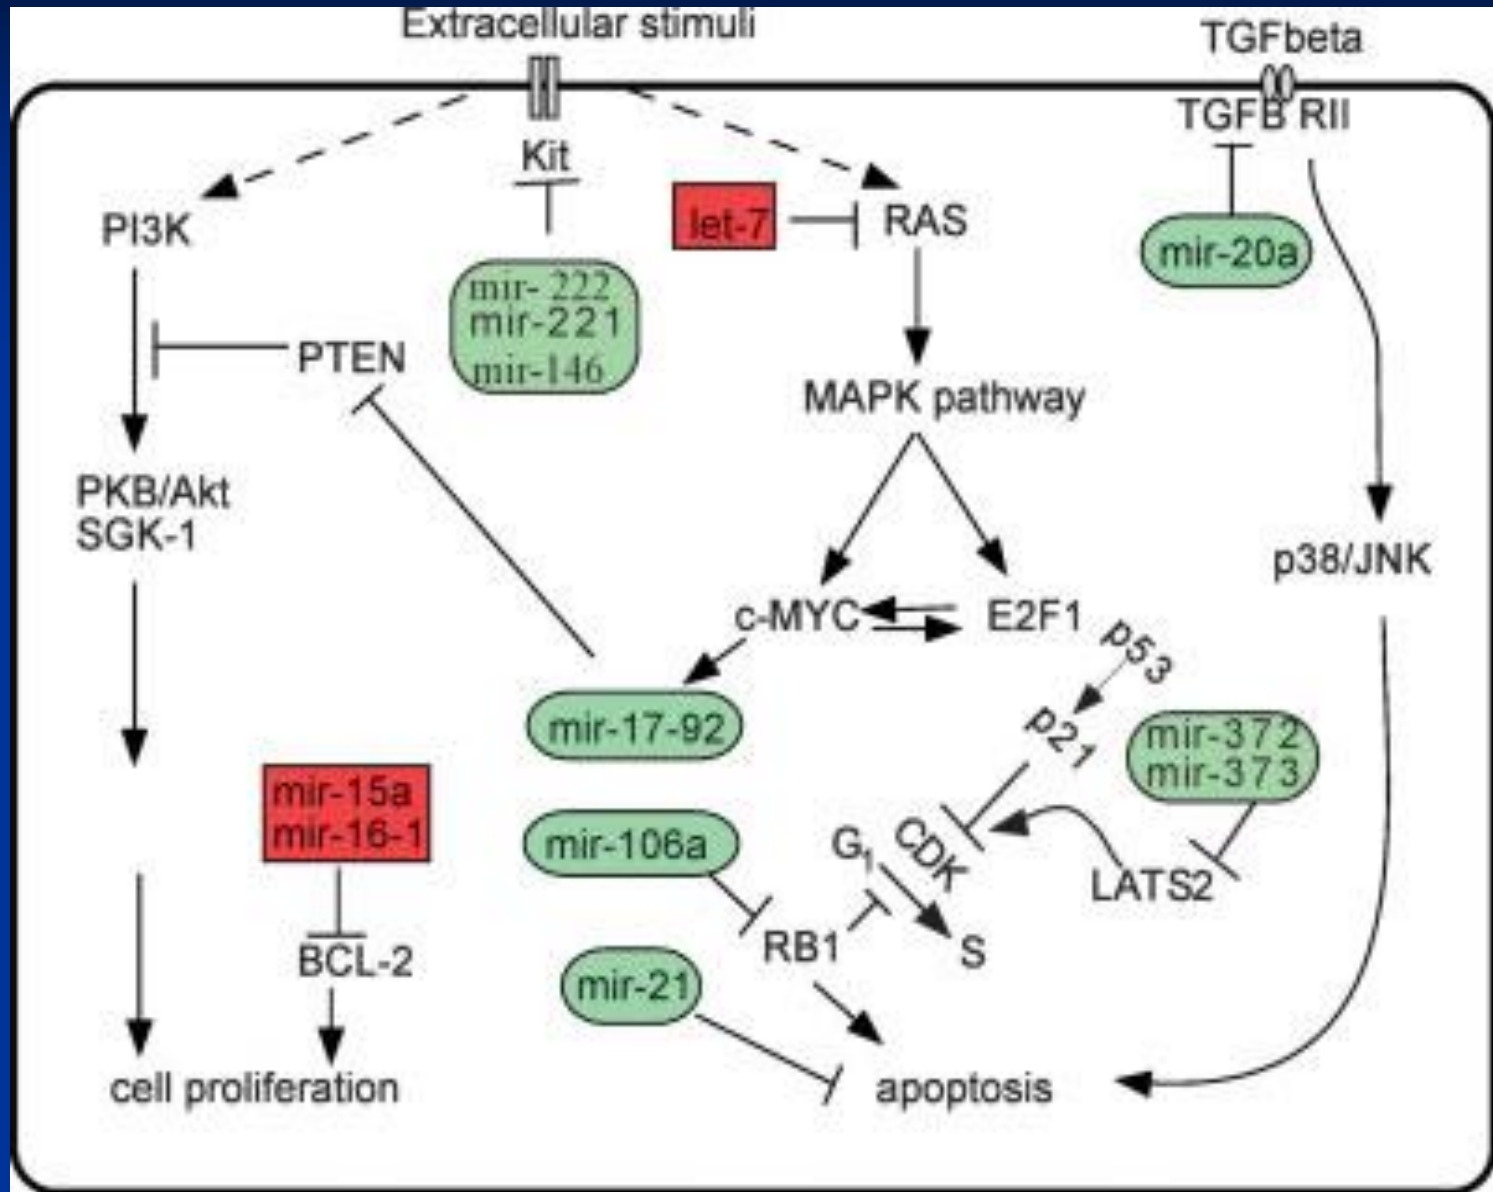 Extracellular stimuli
TGFbeta
TGFB RII
Kit
let-7
RAS
PI3K
mir-20a
mir- 222
mir-221
mir-146
PTEN
MAPK pathway
PKB/Akt
SGK-1
p38/JNK
c-MYC
E2F1
p53
p21
mir-17-92
mir-372
mir-373
mir-15a
mir-16-1
mir-106a
G1
CDK
LATS2
RB1
S
BCL-2
mir-21
cell proliferation
apoptosis